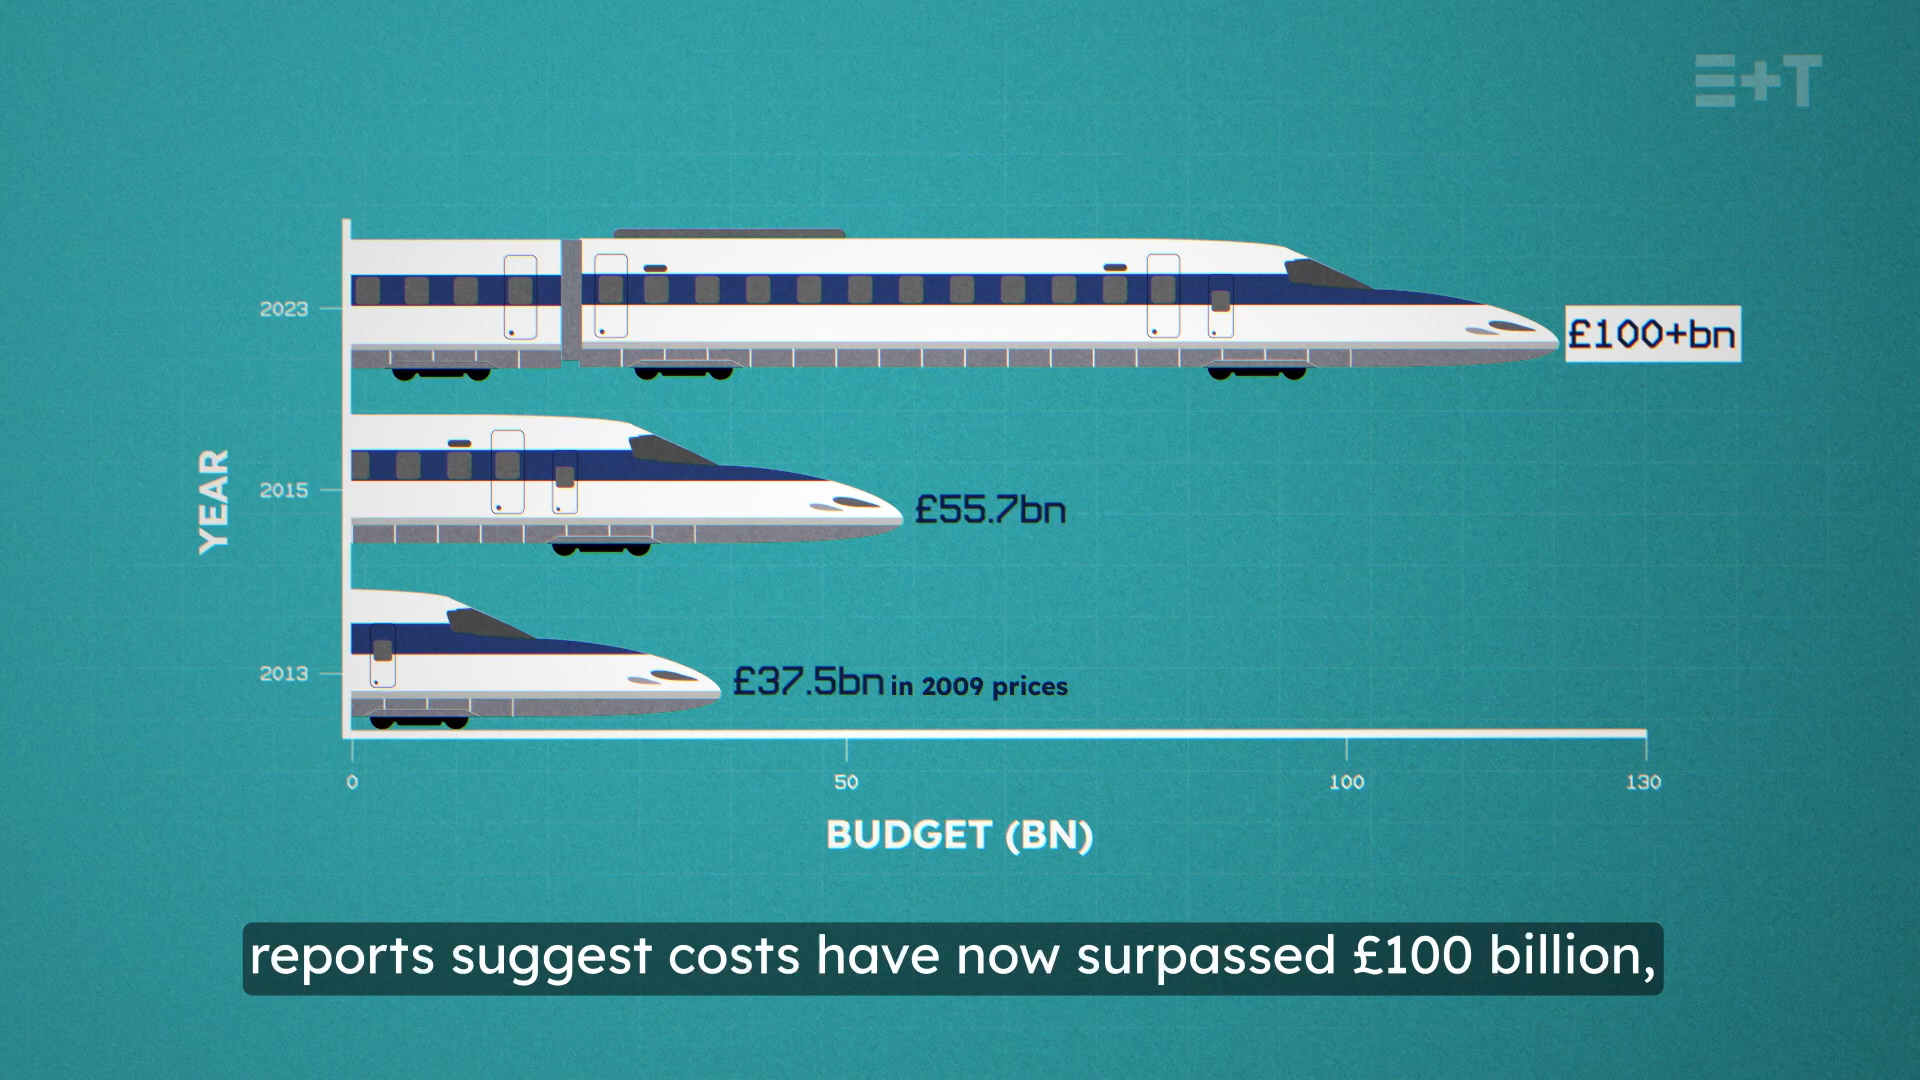 E+T
2023
£100+bn
YEAR
2015
£55.7bn
2013
£37.5bn in 2009 prices
0 50 100 130
BUDGET (BN)
reports suggest costs have now surpassed £100 billion,